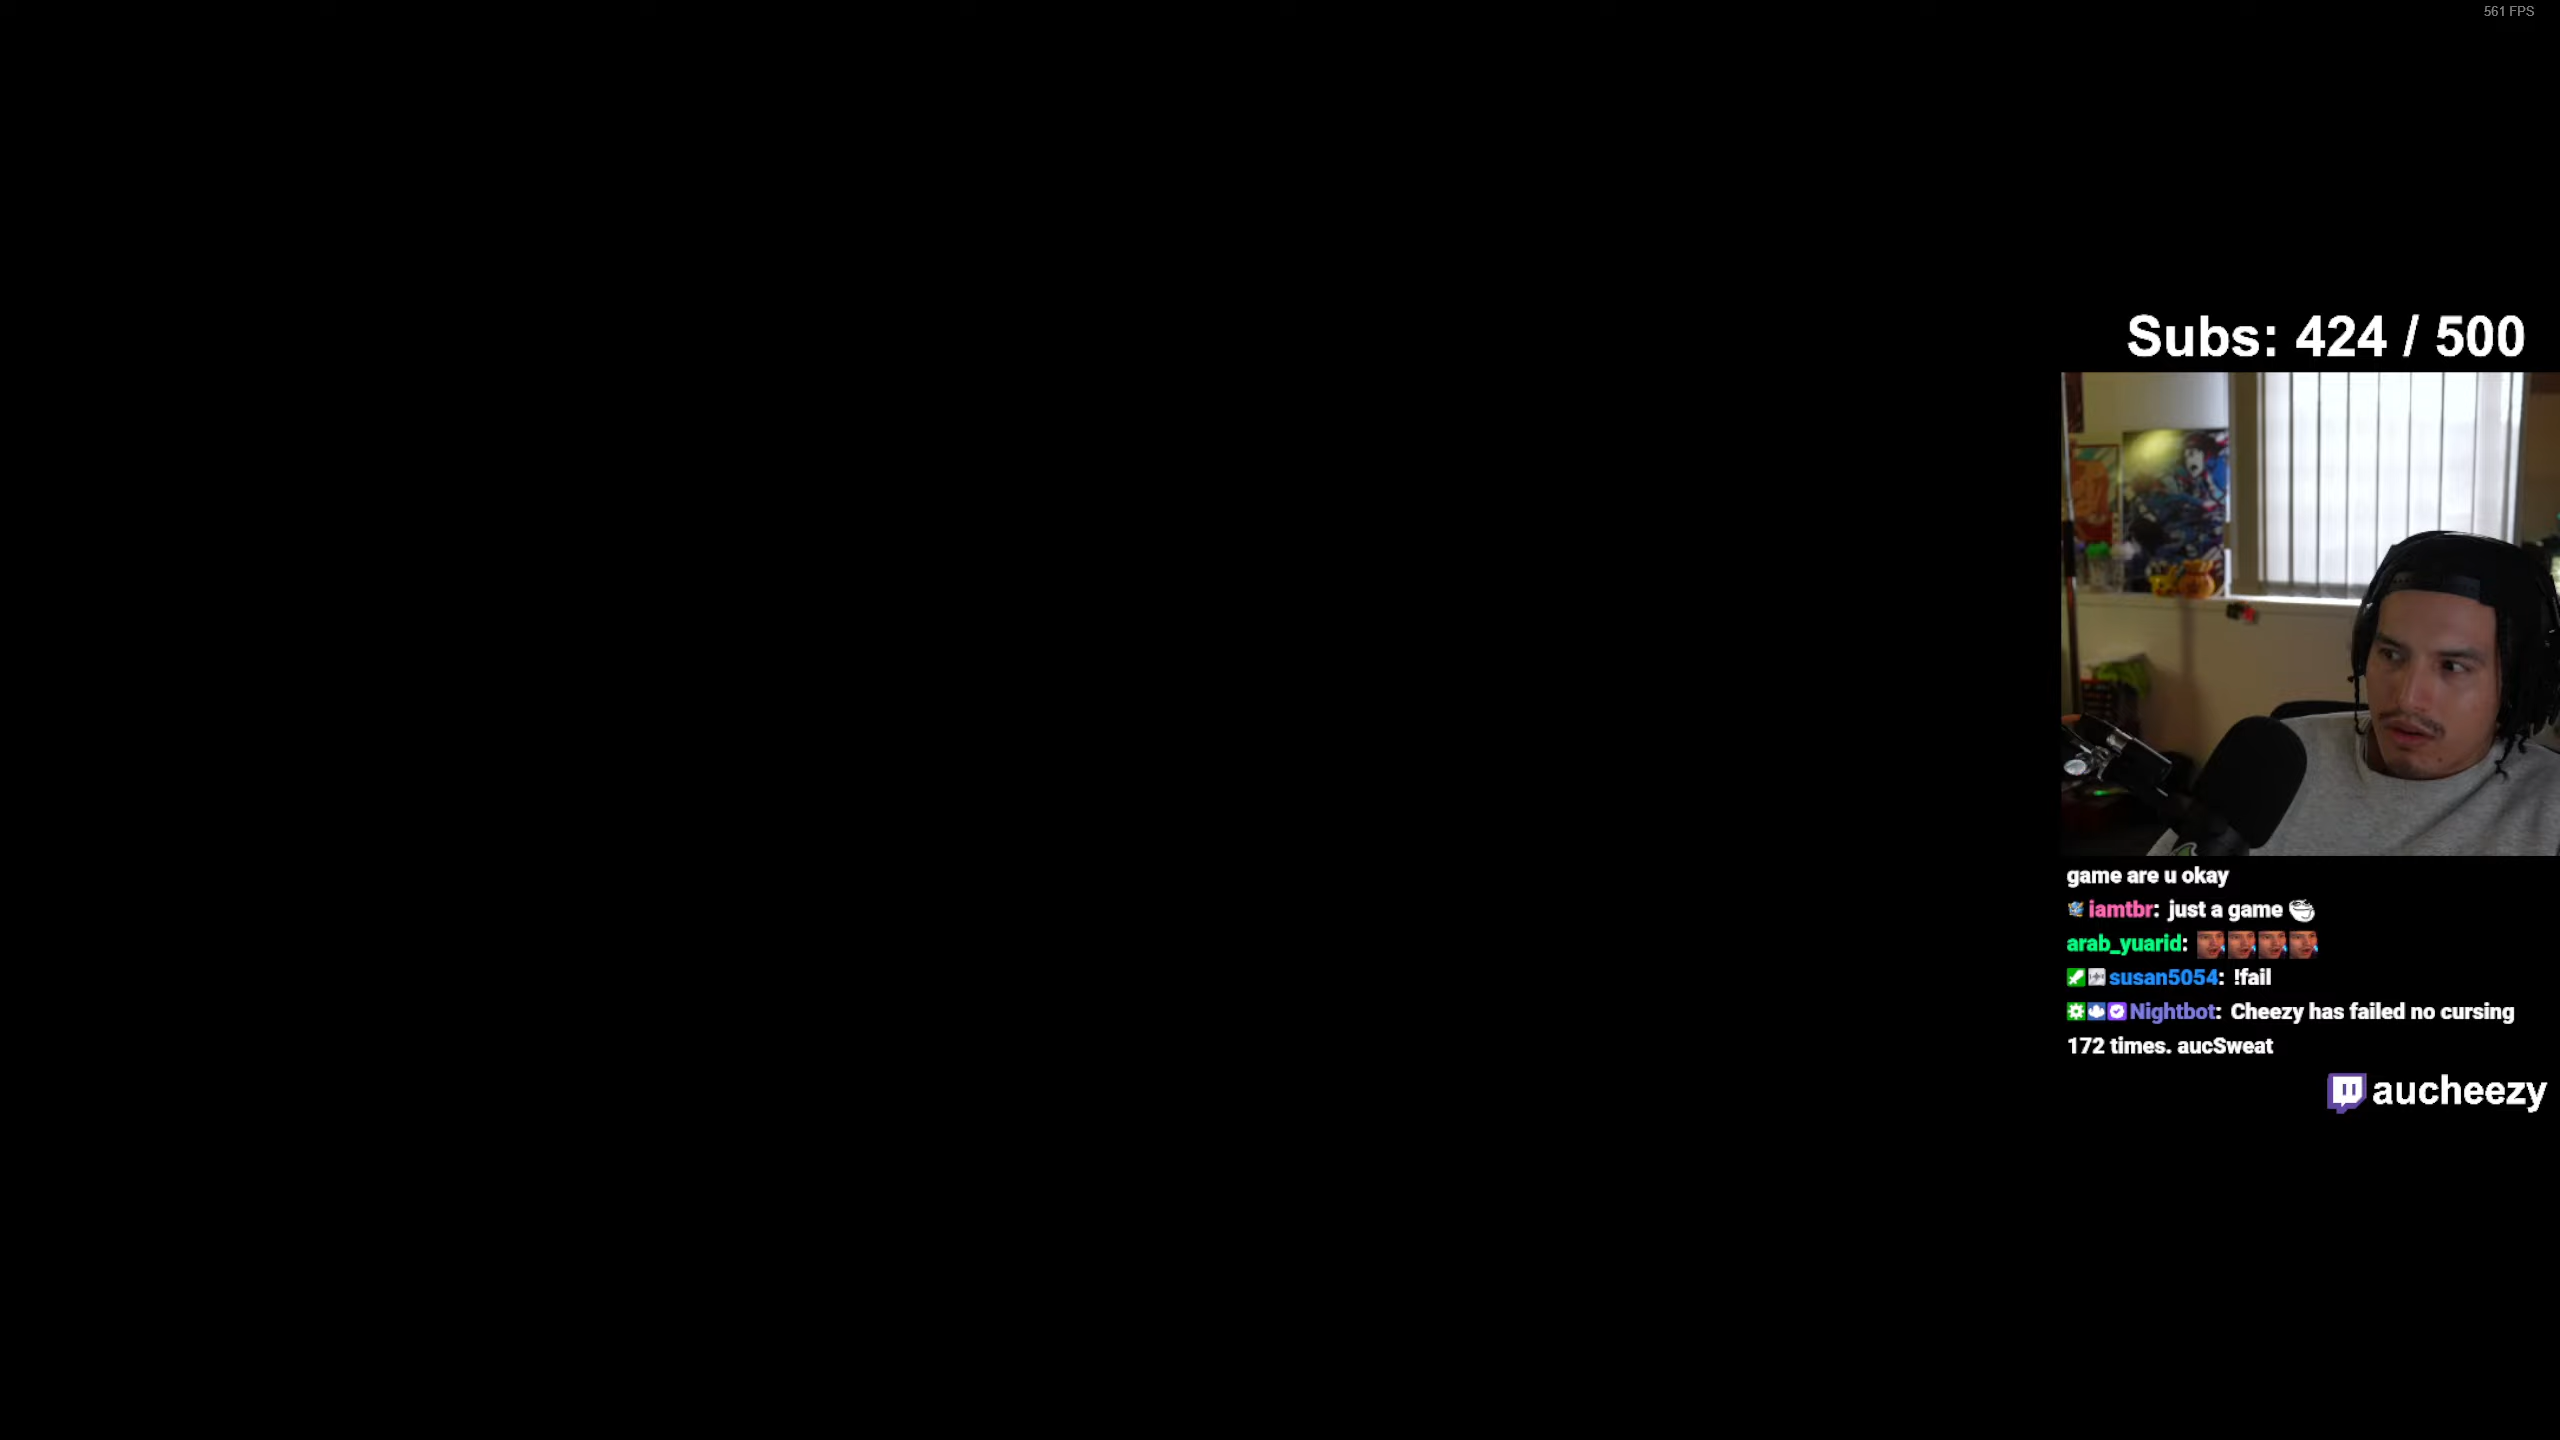 561 FPS
Subs: 424 / 500
game are u okay
iamtbr: just a game
arab_yuarid:
susan5054: !fail
Nightbot: Cheezy has failed no cursing
172 times. aucSweat
aucheezy